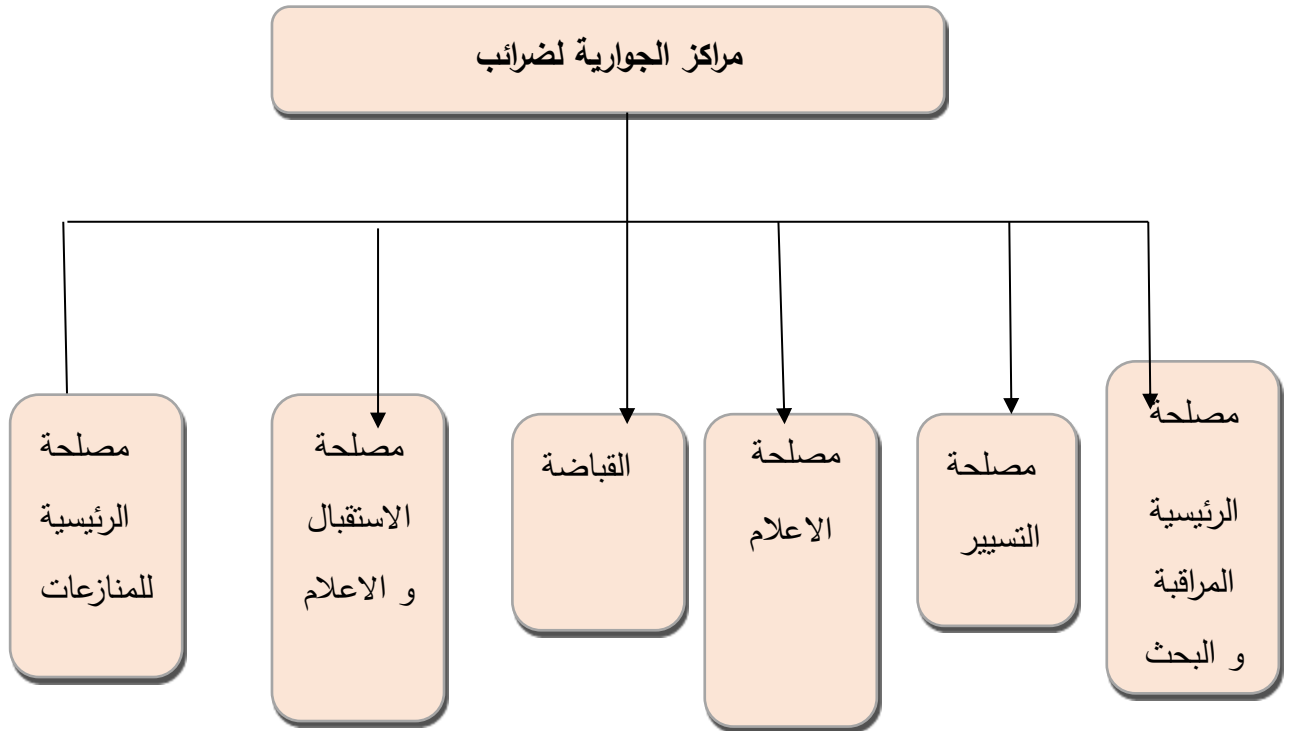 مراكز الجوارية لضرائب
مصلحة
الرئيسية
المراقبة
و البحث
مصلحة
التسيير
مصلحة
الاعلام
القباضة
مصلحة
الاستقبال
و الاعلام
مصلحة
الرئيسية
للمنازعات